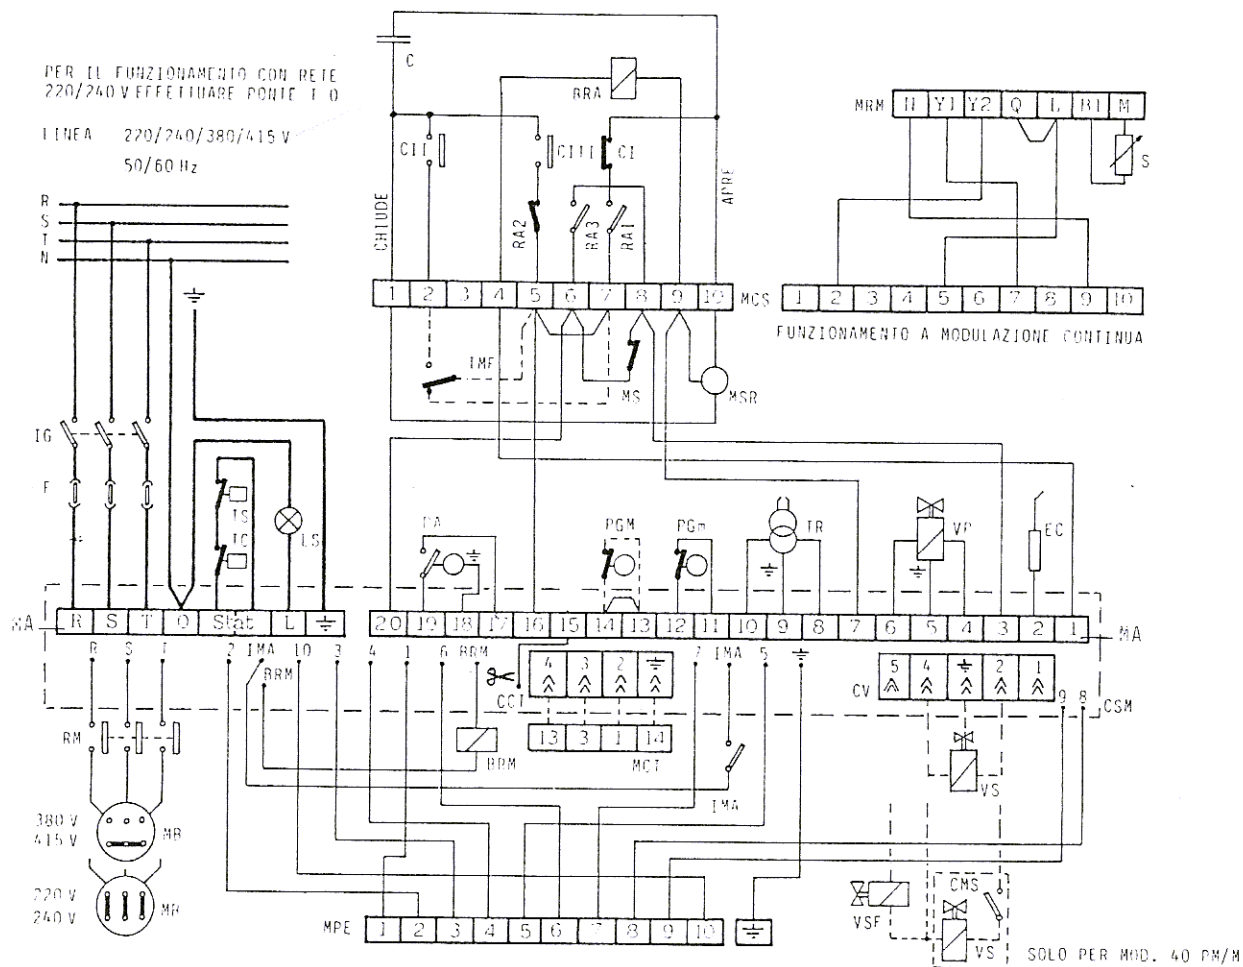 PER IL FUNZIONAMENTO CON RETE
220/240 V EFFETTUARE PONTE T O
LINEA 220/240/380/415 V
50/60 Hz
C
BRA
CII
CIII
CI
CHIUDE
RA2
RA3
RA1
APRE
1 2 3 4 5 6 7 8 9 10 MCS
MRM N Y1 Y2 Q L B1 M
S
1 2 3 4 5 6 7 8 9 10
FUNZIONAMENTO A MODULAZIONE CONTINUA
R
S
T
N
IMF
MS
MSR
IG
F
TS
TC
LS
PA
PGM
PGm
TR
VP
EC
MA R S T O Stat L
20 19 18 17 16 15 14 13 12 11 10 9 8 7 6 5 4 3 2 1 MA
R S T 2 IMA 10 3 4 1 6 BRM 7 IMA 5
BRM
CCT
4 3 2
CV 5 4 2 1
9 8
CSM
13 3 1 14
MCT
RM
BRM
IMA
VS
380 V
415 V
MB
220 V
240 V
VSF
CMS
VS
MPE 1 2 3 4 5 6 7 8 9 10
SOLO PER MOD. 40 PM/M